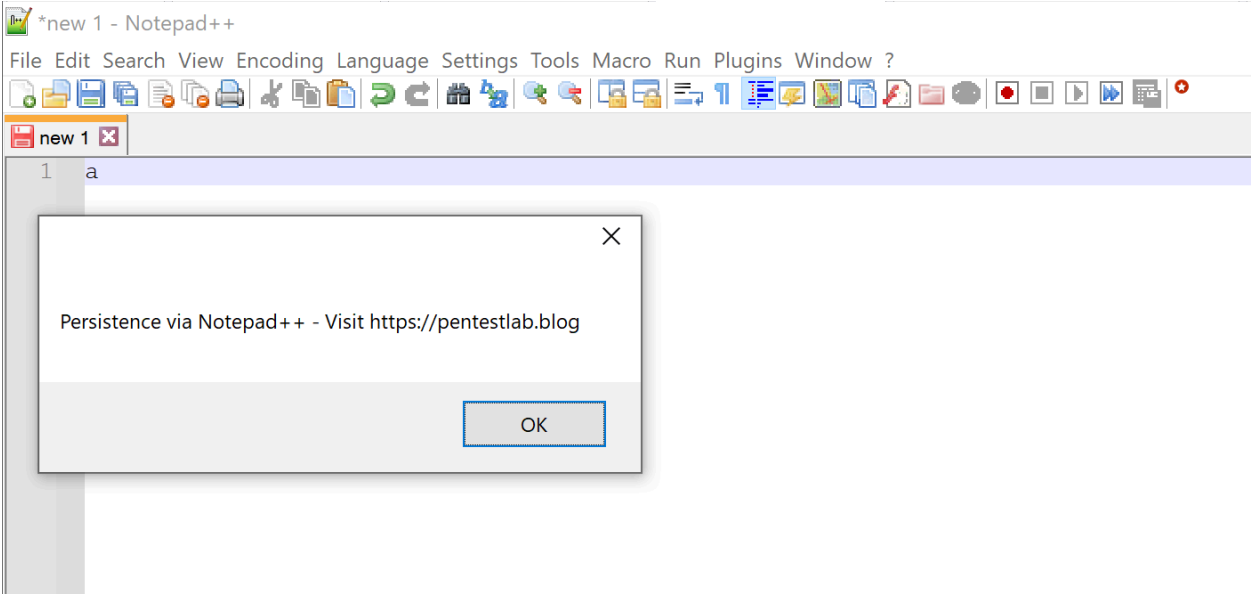 *new 1 - Notepad++
File Edit Search View Encoding Language Settings Tools Macro Run Plugins Window ?
new 1
1 a
Persistence via Notepad++ - Visit https://pentestlab.blog
OK